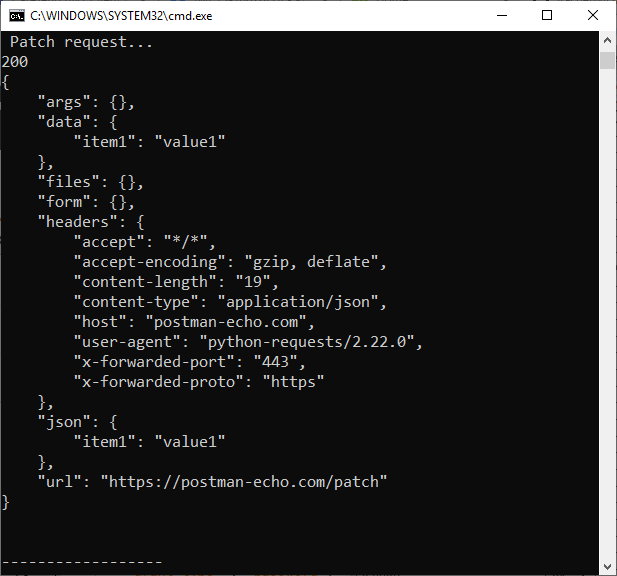 C:\WINDOWS\SYSTEM32\cmd.exe
Patch request...
200
{
    "args": {},
    "data": {
        "item1": "value1"
    },
    "files": {},
    "form": {},
    "headers": {
        "accept": "*/*",
        "accept-encoding": "gzip, deflate",
        "content-length": "19",
        "content-type": "application/json",
        "host": "postman-echo.com",
        "user-agent": "python-requests/2.22.0",
        "x-forwarded-port": "443",
        "x-forwarded-proto": "https"
    },
    "json": {
        "item1": "value1"
    },
    "url": "https://postman-echo.com/patch"
}
------------------